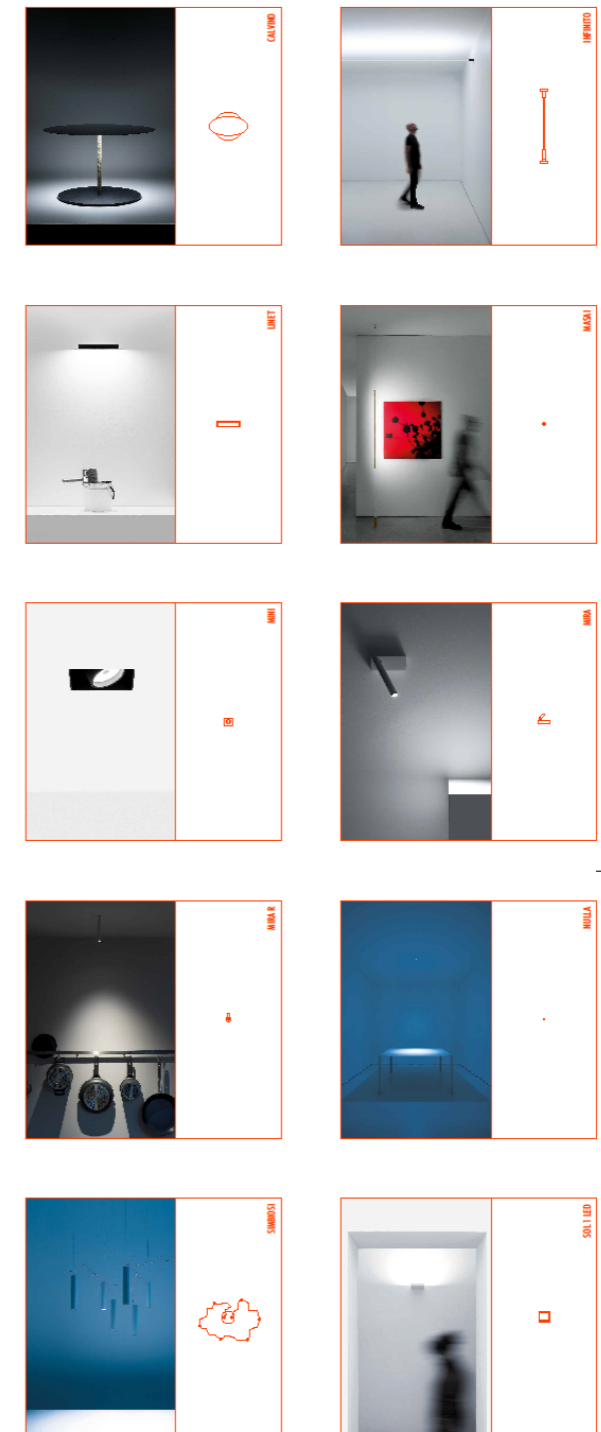 CALVINO
INFINITO
LINET
MASAI
MINI
MIRA
MIRA R
NULLA
SIMBIOSI
SOL 1 LED